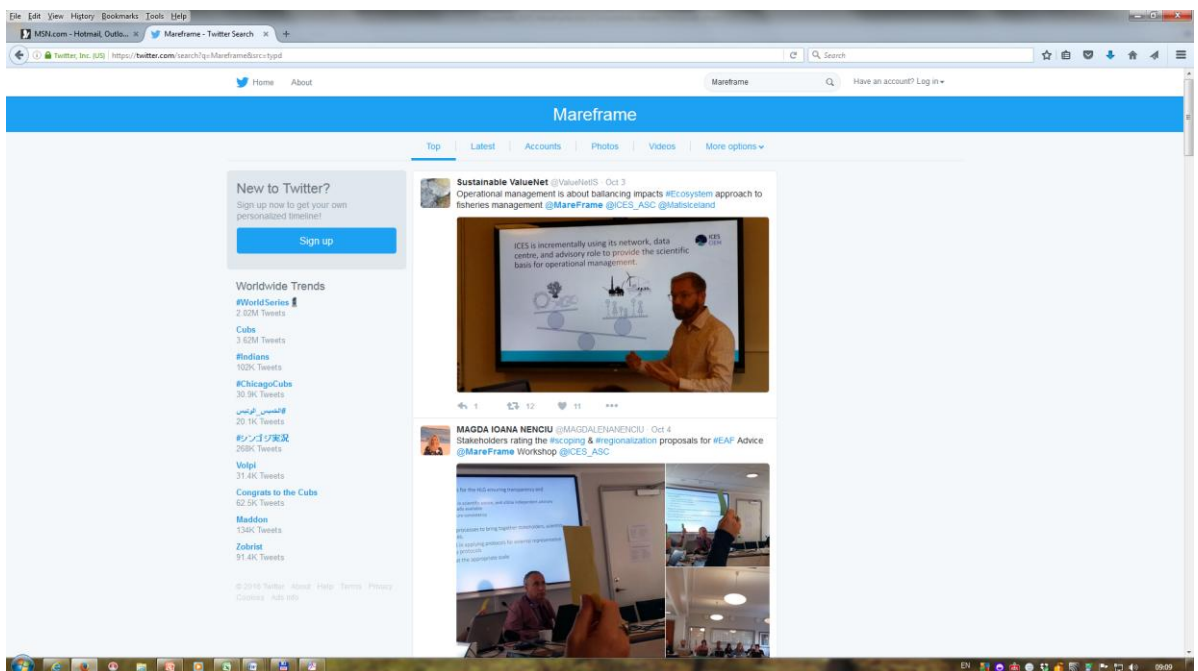 File Edit View History Bookmarks Tools Help
MSN.com - Hotmail, Outlo... × Mareframe - Twitter Search × +
Twitter, Inc. (US) https://twitter.com/search?q=Mareframe&src=typd Search
Home About Mareframe Have an account? Log in
Mareframe
Top Latest Accounts Photos Videos More options
New to Twitter?
Sign up now to get your own
personalized timeline!
Sign up
Worldwide Trends
#WorldSeries
2.02M Tweets
Cubs
3.62M Tweets
#Indians
102K Tweets
#ChicagoCubs
30.9K Tweets
20.1K Tweets
#シンゴジ実況
268K Tweets
Volpi
31.4K Tweets
Congrats to the Cubs
62.5K Tweets
Maddon
134K Tweets
Zobrist
91.4K Tweets
© 2016 Twitter About Help Terms Privacy
Cookies Ads info
Sustainable ValueNet @ValueNetIS · Oct 3
Operational management is about ballancing impacts #Ecosystem approach to
fisheries management @MareFrame @ICES_ASC @MatisIceland
ICES is incrementally using its network, data
centre, and advisory role to provide the scientific
basis for operational management.
ICES
CIEM
1 12 11
MAGDA IOANA NENCIU @MAGDALENANENCIU · Oct 4
Stakeholders rating the #scoping & #regionalization proposals for #EAF Advice
@MareFrame Workshop @ICES_ASC
EN 09:09